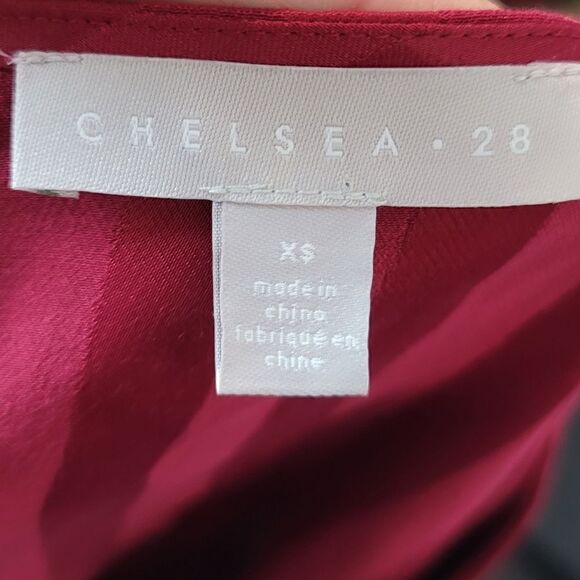 CHELSEA • 28
XS
made in
china
fabriqué en
chine